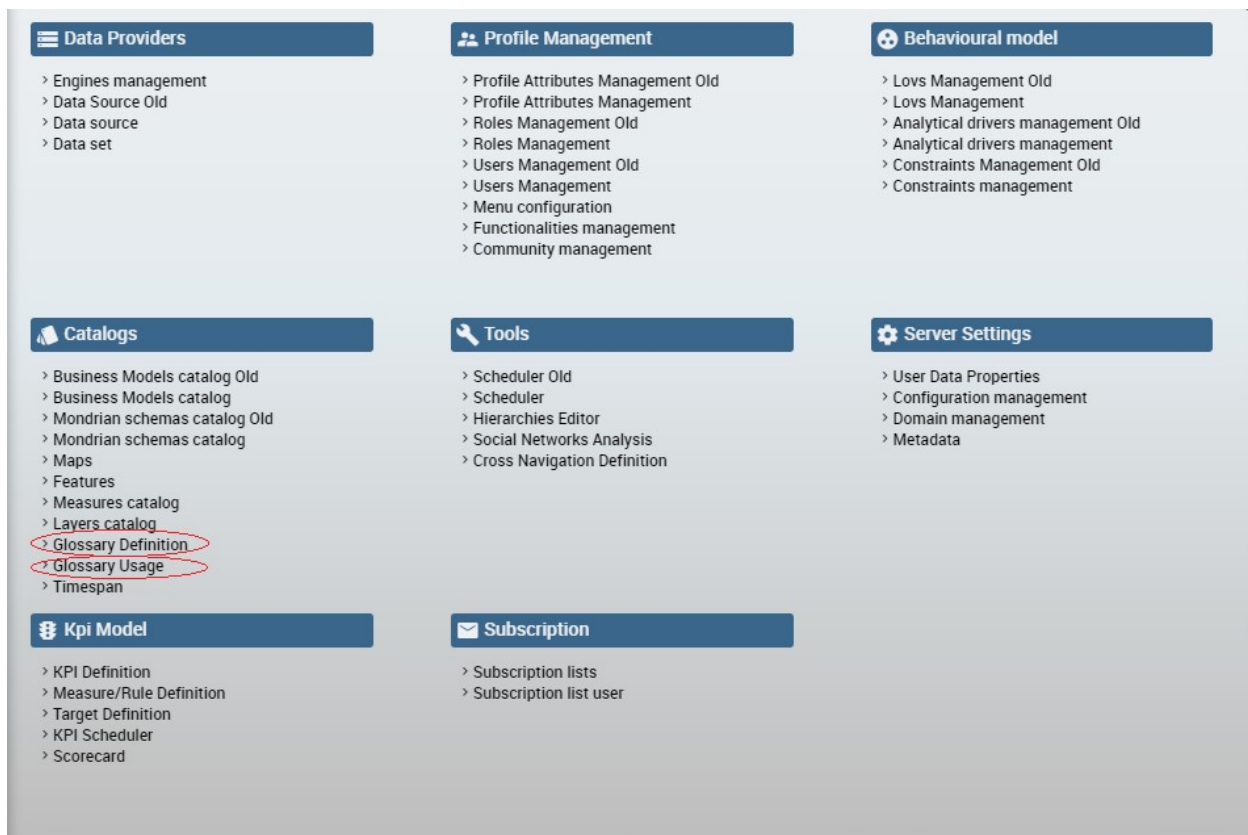 Data Providers
Engines management
Data Source Old
Data source
Data set
Profile Management
Profile Attributes Management Old
Profile Attributes Management
Roles Management Old
Roles Management
Users Management Old
Users Management
Menu configuration
Functionalities management
Community management
Behavioural model
Lovs Management Old
Lovs Management
Analytical drivers management Old
Analytical drivers management
Constraints Management Old
Constraints management
Catalogs
Business Models catalog Old
Business Models catalog
Mondrian schemas catalog Old
Mondrian schemas catalog
Maps
Features
Measures catalog
Layers catalog
Glossary Definition
Glossary Usage
Timespan
Tools
Scheduler Old
Scheduler
Hierarchies Editor
Social Networks Analysis
Cross Navigation Definition
Server Settings
User Data Properties
Configuration management
Domain management
Metadata
Kpi Model
KPI Definition
Measure/Rule Definition
Target Definition
KPI Scheduler
Scorecard
Subscription
Subscription lists
Subscription list user